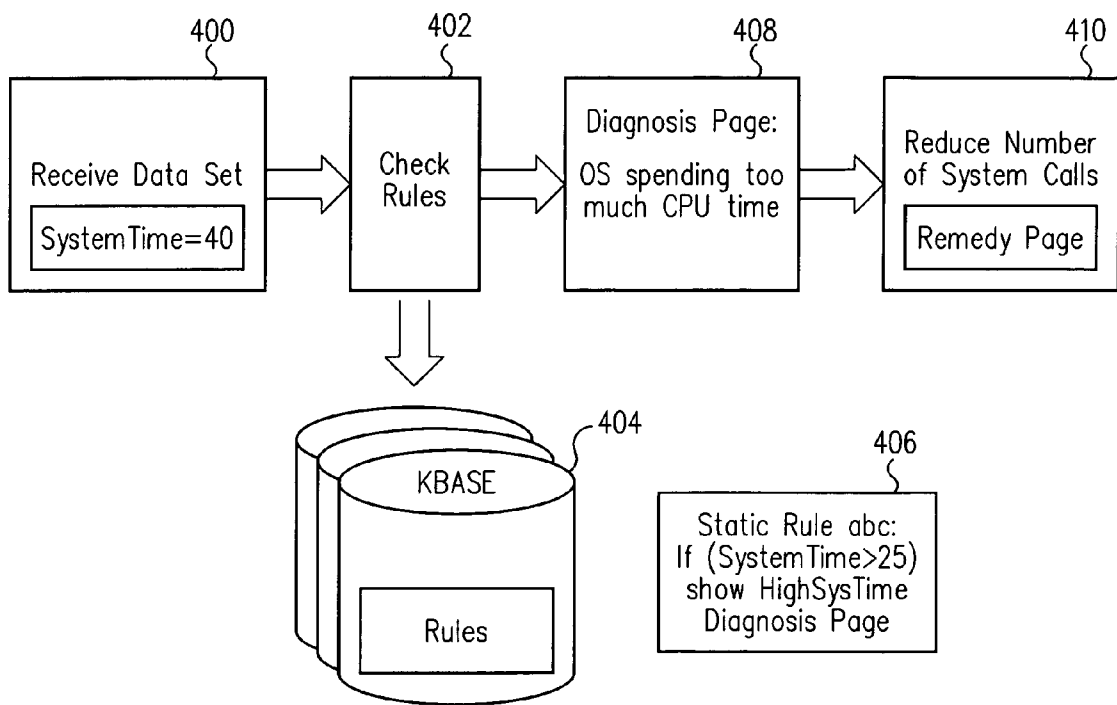 400
402
408
410
Receive Data Set
SystemTime=40
Check
Rules
Diagnosis Page:
OS spending too
much CPU time
Reduce Number
of System Calls
Remedy Page
404
KBASE
Rules
406
Static Rule abc:
If (SystemTime>25)
show HighSysTime
Diagnosis Page